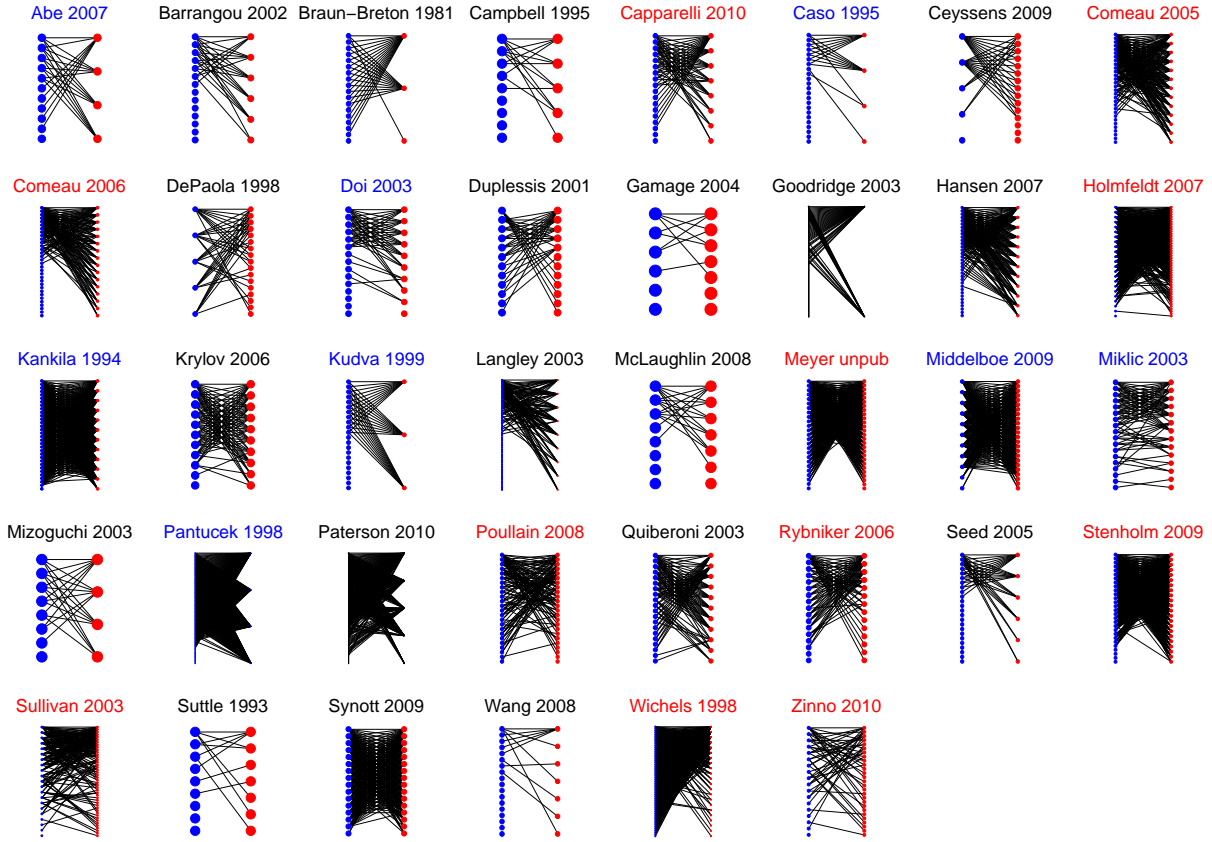 Abe 2007
Barrangou 2002
Braun−Breton 1981
Campbell 1995
Capparelli 2010
Caso 1995
Ceyssens 2009
Comeau 2005
Comeau 2006
DePaola 1998
Doi 2003
Duplessis 2001
Gamage 2004
Goodridge 2003
Hansen 2007
Holmfeldt 2007
Kankila 1994
Krylov 2006
Kudva 1999
Langley 2003
McLaughlin 2008
Meyer unpub
Middelboe 2009
Miklic 2003
Mizoguchi 2003
Pantucek 1998
Paterson 2010
Poullain 2008
Quiberoni 2003
Rybniker 2006
Seed 2005
Stenholm 2009
Sullivan 2003
Suttle 1993
Synott 2009
Wang 2008
Wichels 1998
Zinno 2010